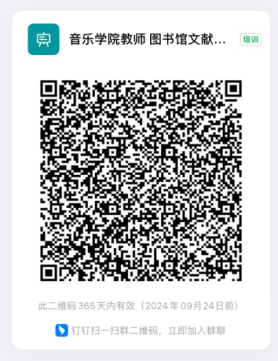 音乐学院教师 图书馆文献...
培训
此二维码365天内有效（2024年09月24日前）
钉钉扫一扫群二维码，立即加入群聊